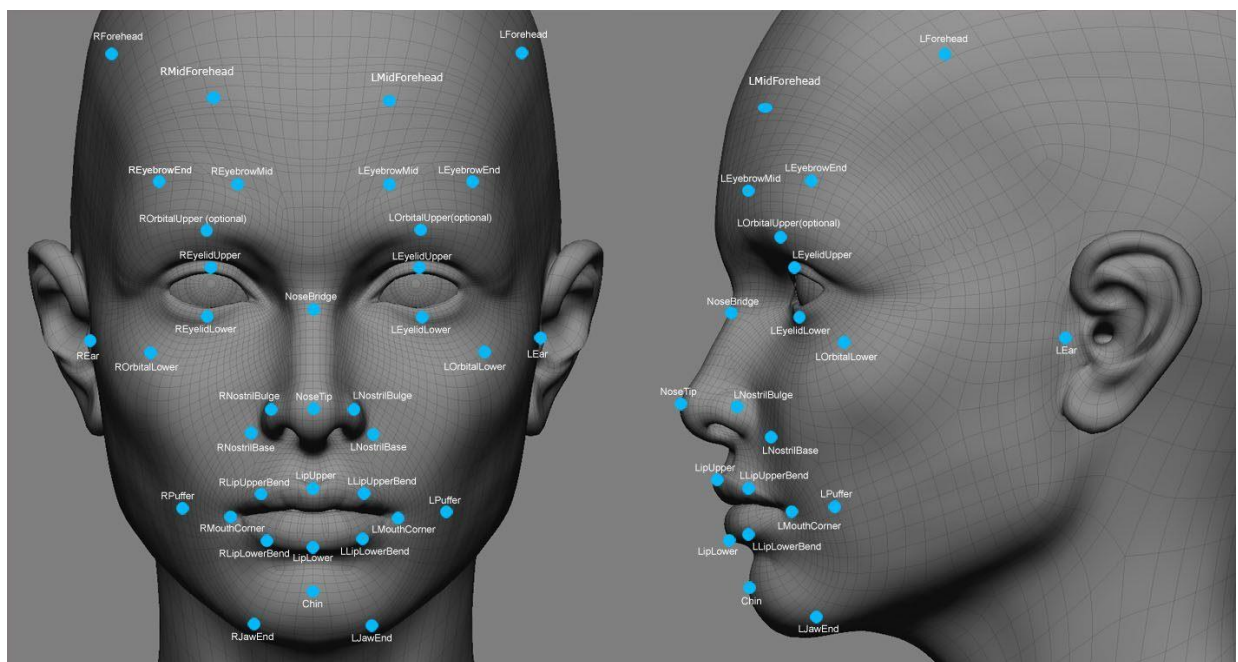 RForehead
LForehead
RMidForehead
LMidForehead
REyebrowEnd
REyebrowMid
LEyebrowMid
LEyebrowEnd
ROrbitalUpper (optional)
LOrbitalUpper(optional)
REyelidUpper
LEyelidUpper
NoseBridge
REyelidLower
LEyelidLower
REar
LEar
ROrbitalLower
LOrbitalLower
RNostrilBulge
NoseTip
LNostrilBulge
RNostrilBase
LNostrilBase
LipUpper
RLipUpperBend
LLipUpperBend
RPuffer
LPuffer
RMouthCorner
LMouthCorner
RLipLowerBend
LipLower
LLipLowerBend
Chin
RJawEnd
LJawEnd
LForehead
LMidForehead
LEyebrowEnd
LEyebrowMid
LOrbitalUpper(optional)
LEyelidUpper
NoseBridge
LEyelidLower
LEar
LOrbitalLower
NoseTip
LNostrilBulge
LNostrilBase
LipUpper
LLipUpperBend
LPuffer
LMouthCorner
LipLower
LLipLowerBend
Chin
LJawEnd